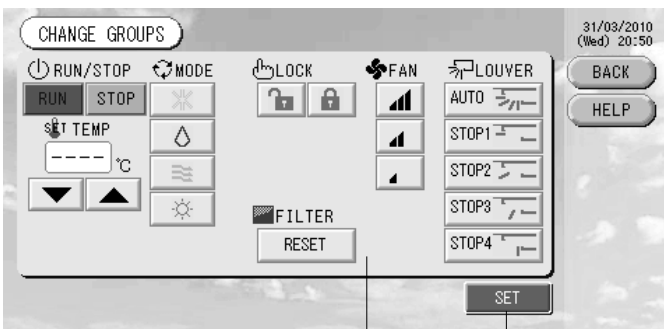 CHANGE GROUPS
31/03/2010
(Wed) 20:50
RUN/STOP MODE LOCK FAN LOUVER
BACK
RUN STOP
AUTO
HELP
SET TEMP
STOP1
---- °C
STOP2
STOP3
FILTER
RESET
STOP4
SET